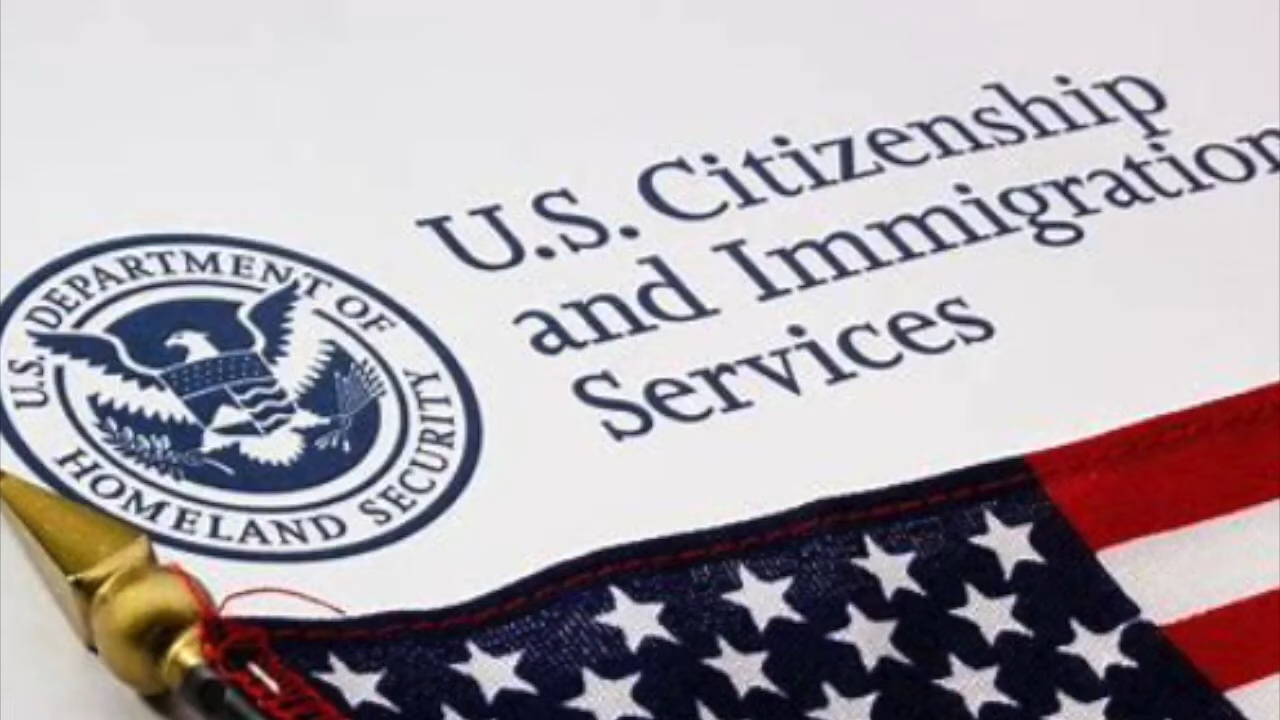 U.S. DEPARTMENT OF
HOMELAND SECURITY
U.S. Citizenship
and Immigration
Services